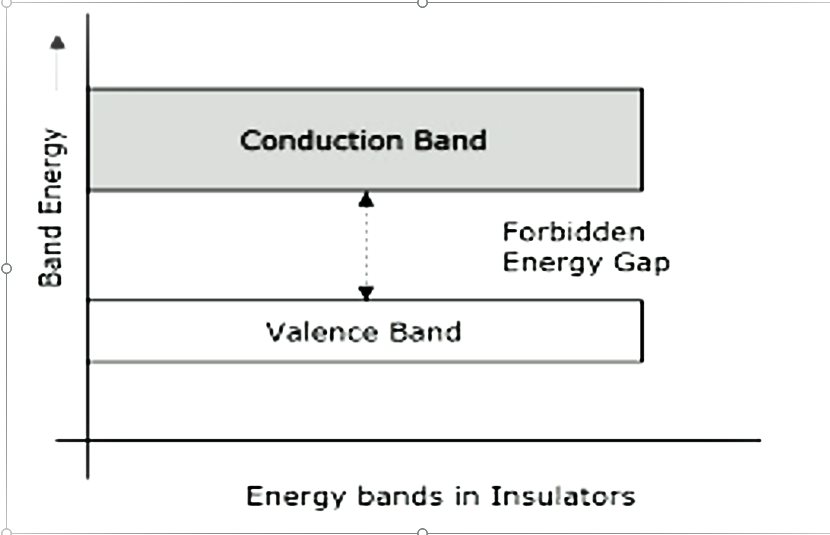 Band Energy
Conduction Band
Forbidden
Energy Gap
Valence Band
Energy bands in Insulators